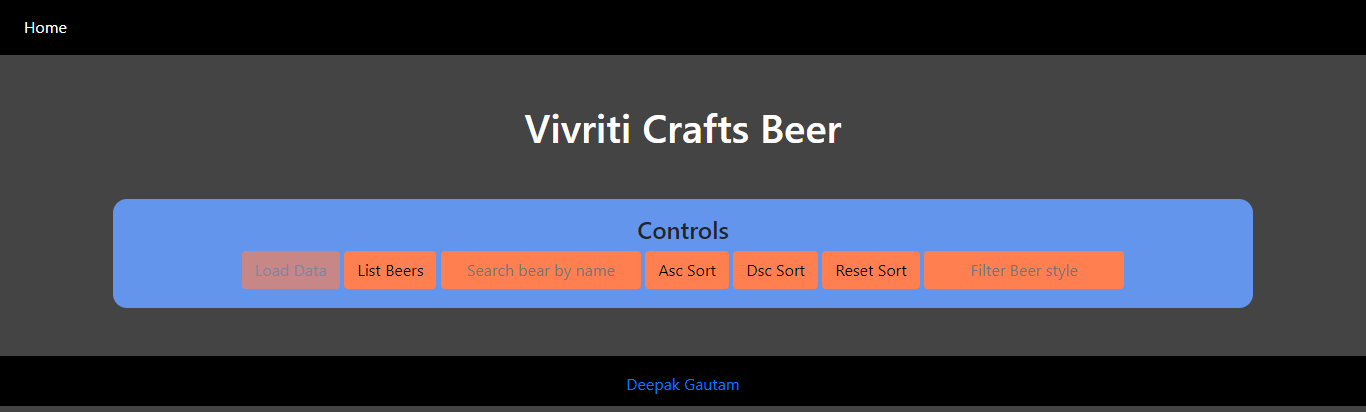 Home
Vivriti Crafts Beer
Controls
Load Data List Beers Search bear by name Asc Sort Dsc Sort Reset Sort Filter Beer style
Deepak Gautam